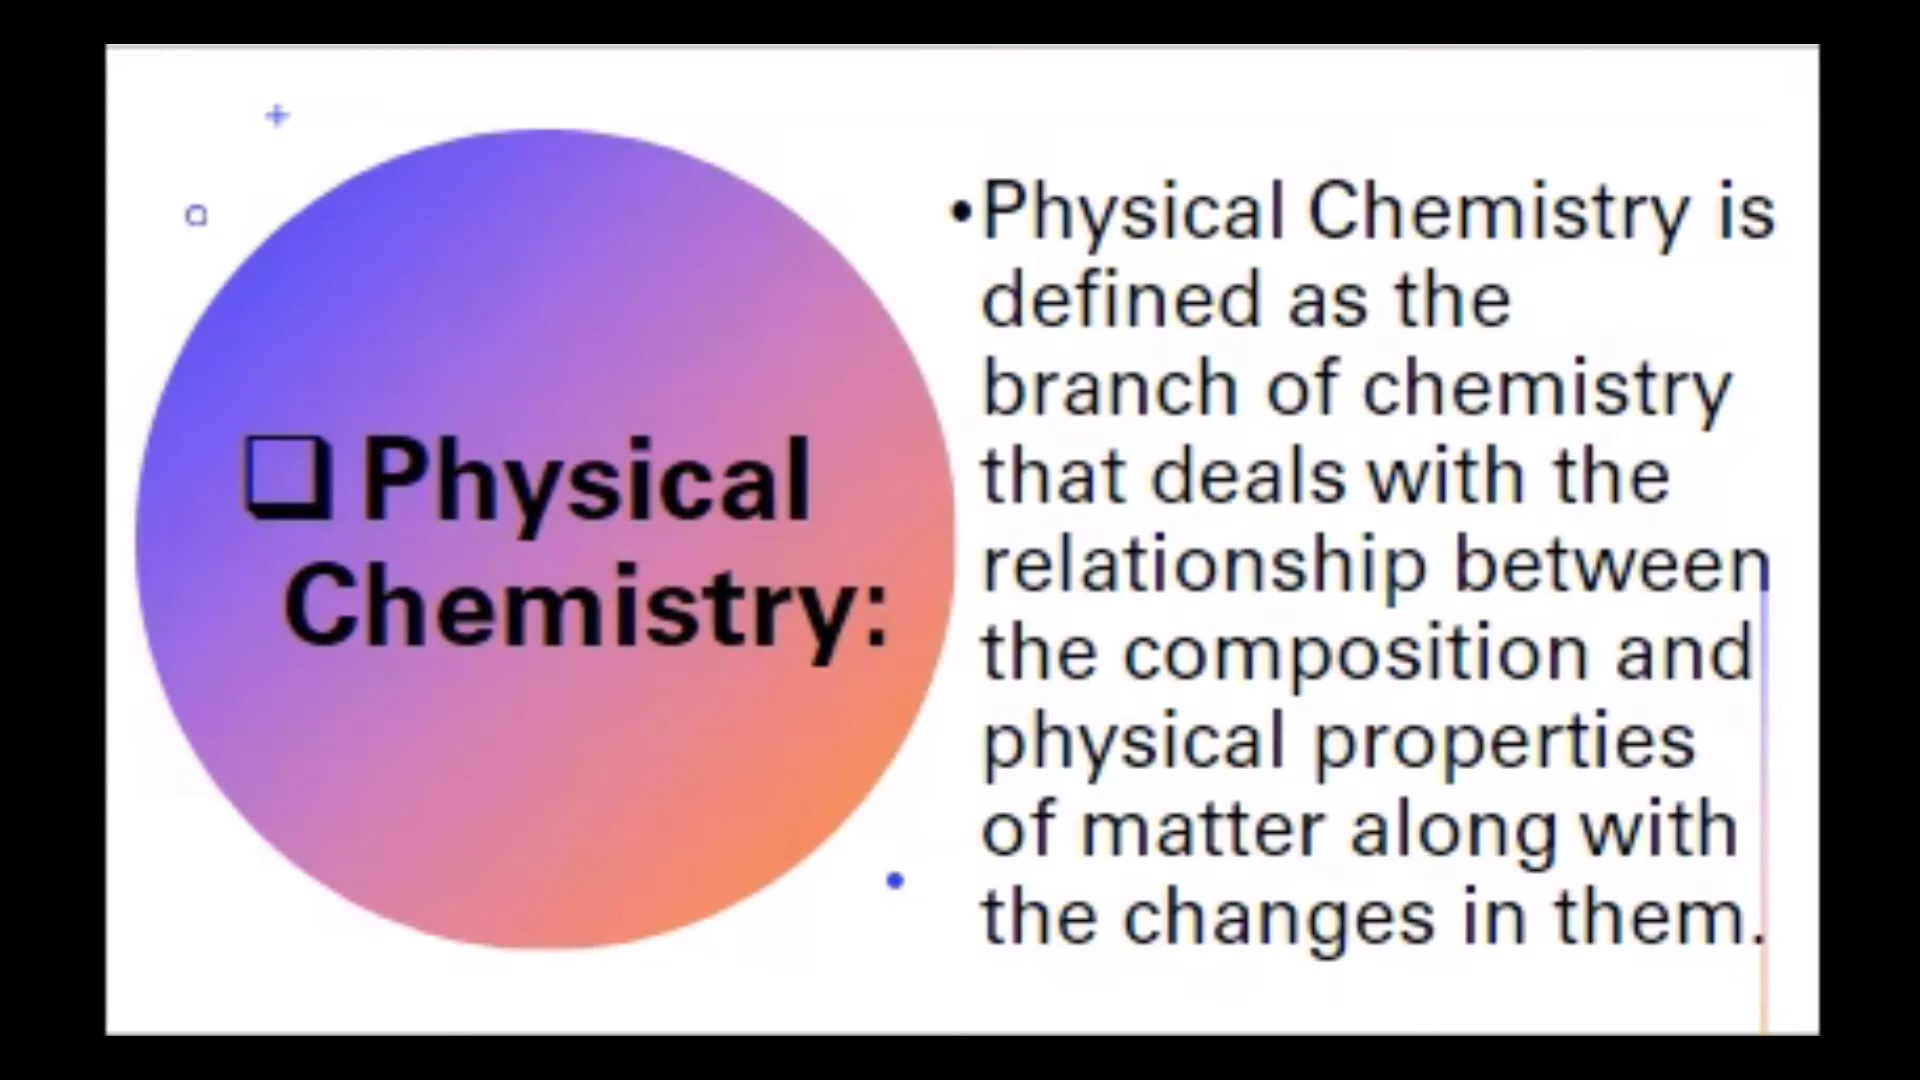 ❑ Physical
Chemistry:
•Physical Chemistry is
defined as the
branch of chemistry
that deals with the
relationship between
the composition and
physical properties
of matter along with
the changes in them.